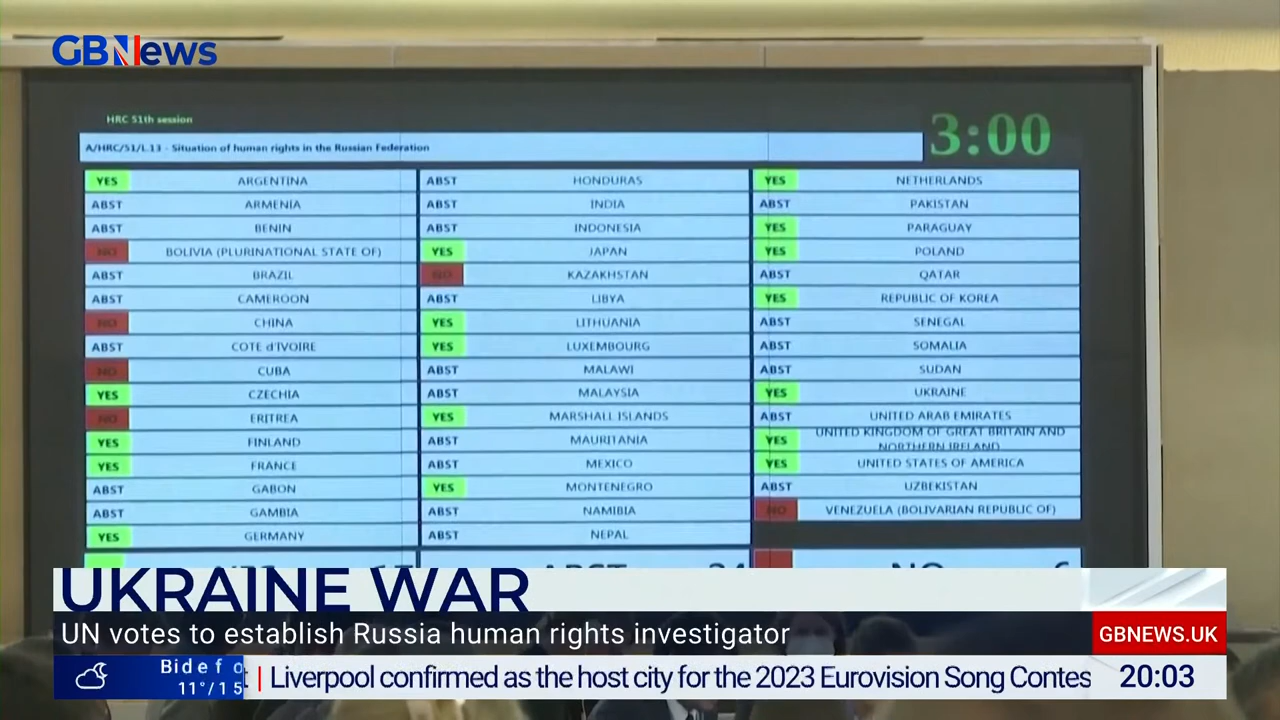 GBNews
HRC 51th session
3:00
A/HRC/51/L.13 - Situation of human rights in the Russian Federation
YES ARGENTINA
ABST ARMENIA
ABST BENIN
NO BOLIVIA (PLURINATIONAL STATE OF)
ABST BRAZIL
ABST CAMEROON
NO CHINA
ABST COTE d'IVOIRE
NO CUBA
YES CZECHIA
NO ERITREA
YES FINLAND
YES FRANCE
ABST GABON
ABST GAMBIA
YES GERMANY
ABST HONDURAS
ABST INDIA
ABST INDONESIA
YES JAPAN
NO KAZAKHSTAN
ABST LIBYA
YES LITHUANIA
YES LUXEMBOURG
ABST MALAWI
ABST MALAYSIA
YES MARSHALL ISLANDS
ABST MAURITANIA
ABST MEXICO
YES MONTENEGRO
ABST NAMIBIA
ABST NEPAL
YES NETHERLANDS
ABST PAKISTAN
YES PARAGUAY
YES POLAND
ABST QATAR
YES REPUBLIC OF KOREA
ABST SENEGAL
ABST SOMALIA
ABST SUDAN
YES UKRAINE
ABST UNITED ARAB EMIRATES
YES UNITED KINGDOM OF GREAT BRITAIN AND
NORTHERN IRELAND
YES UNITED STATES OF AMERICA
ABST UZBEKISTAN
NO VENEZUELA (BOLIVARIAN REPUBLIC OF)
ABST 24 NO 6
UKRAINE WAR
UN votes to establish Russia human rights investigator
GBNEWS.UK
Bidefo
11°/15
Liverpool confirmed as the host city for the 2023 Eurovision Song Contes
20:03